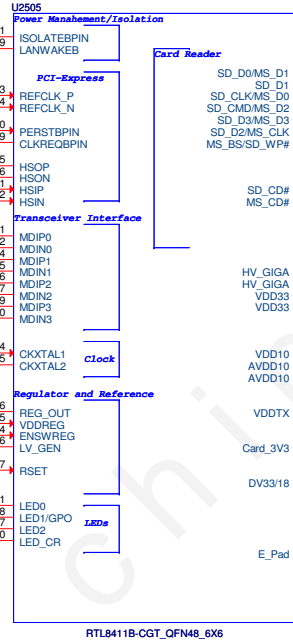 U2505
Power Manahement/Isolation
ISOLATEBPIN
LANWAKEB
PCI-Express
REFCLK_P
REFCLK_N
PERSTBPIN
CLKREQBPIN
HSOP
HSON
HSIP
HSIN
Transceiver Interface
MDIP0
MDIN0
MDIP1
MDIN1
MDIP2
MDIN2
MDIP3
MDIN3
CKXTAL1
CKXTAL2
Clock
Regulator and Reference
REG_OUT
VDDREG
ENSWREG
LV_GEN
RSET
LED0
LED1/GPO
LED2
LED_CR
LEDs
Card Reader
SD_D0/MS_D1
SD_D1
SD_CLK/MS_D0
SD_CMD/MS_D2
SD_D3/MS_D3
SD_D2/MS_CLK
MS_BS/SD_WP#
SD_CD#
MS_CD#
HV_GIGA
HV_GIGA
VDD33
VDD33
VDD10
AVDD10
AVDD10
VDDTX
Card_3V3
DV33/18
E_Pad
RTL8411B-CGT_QFN48_6X6